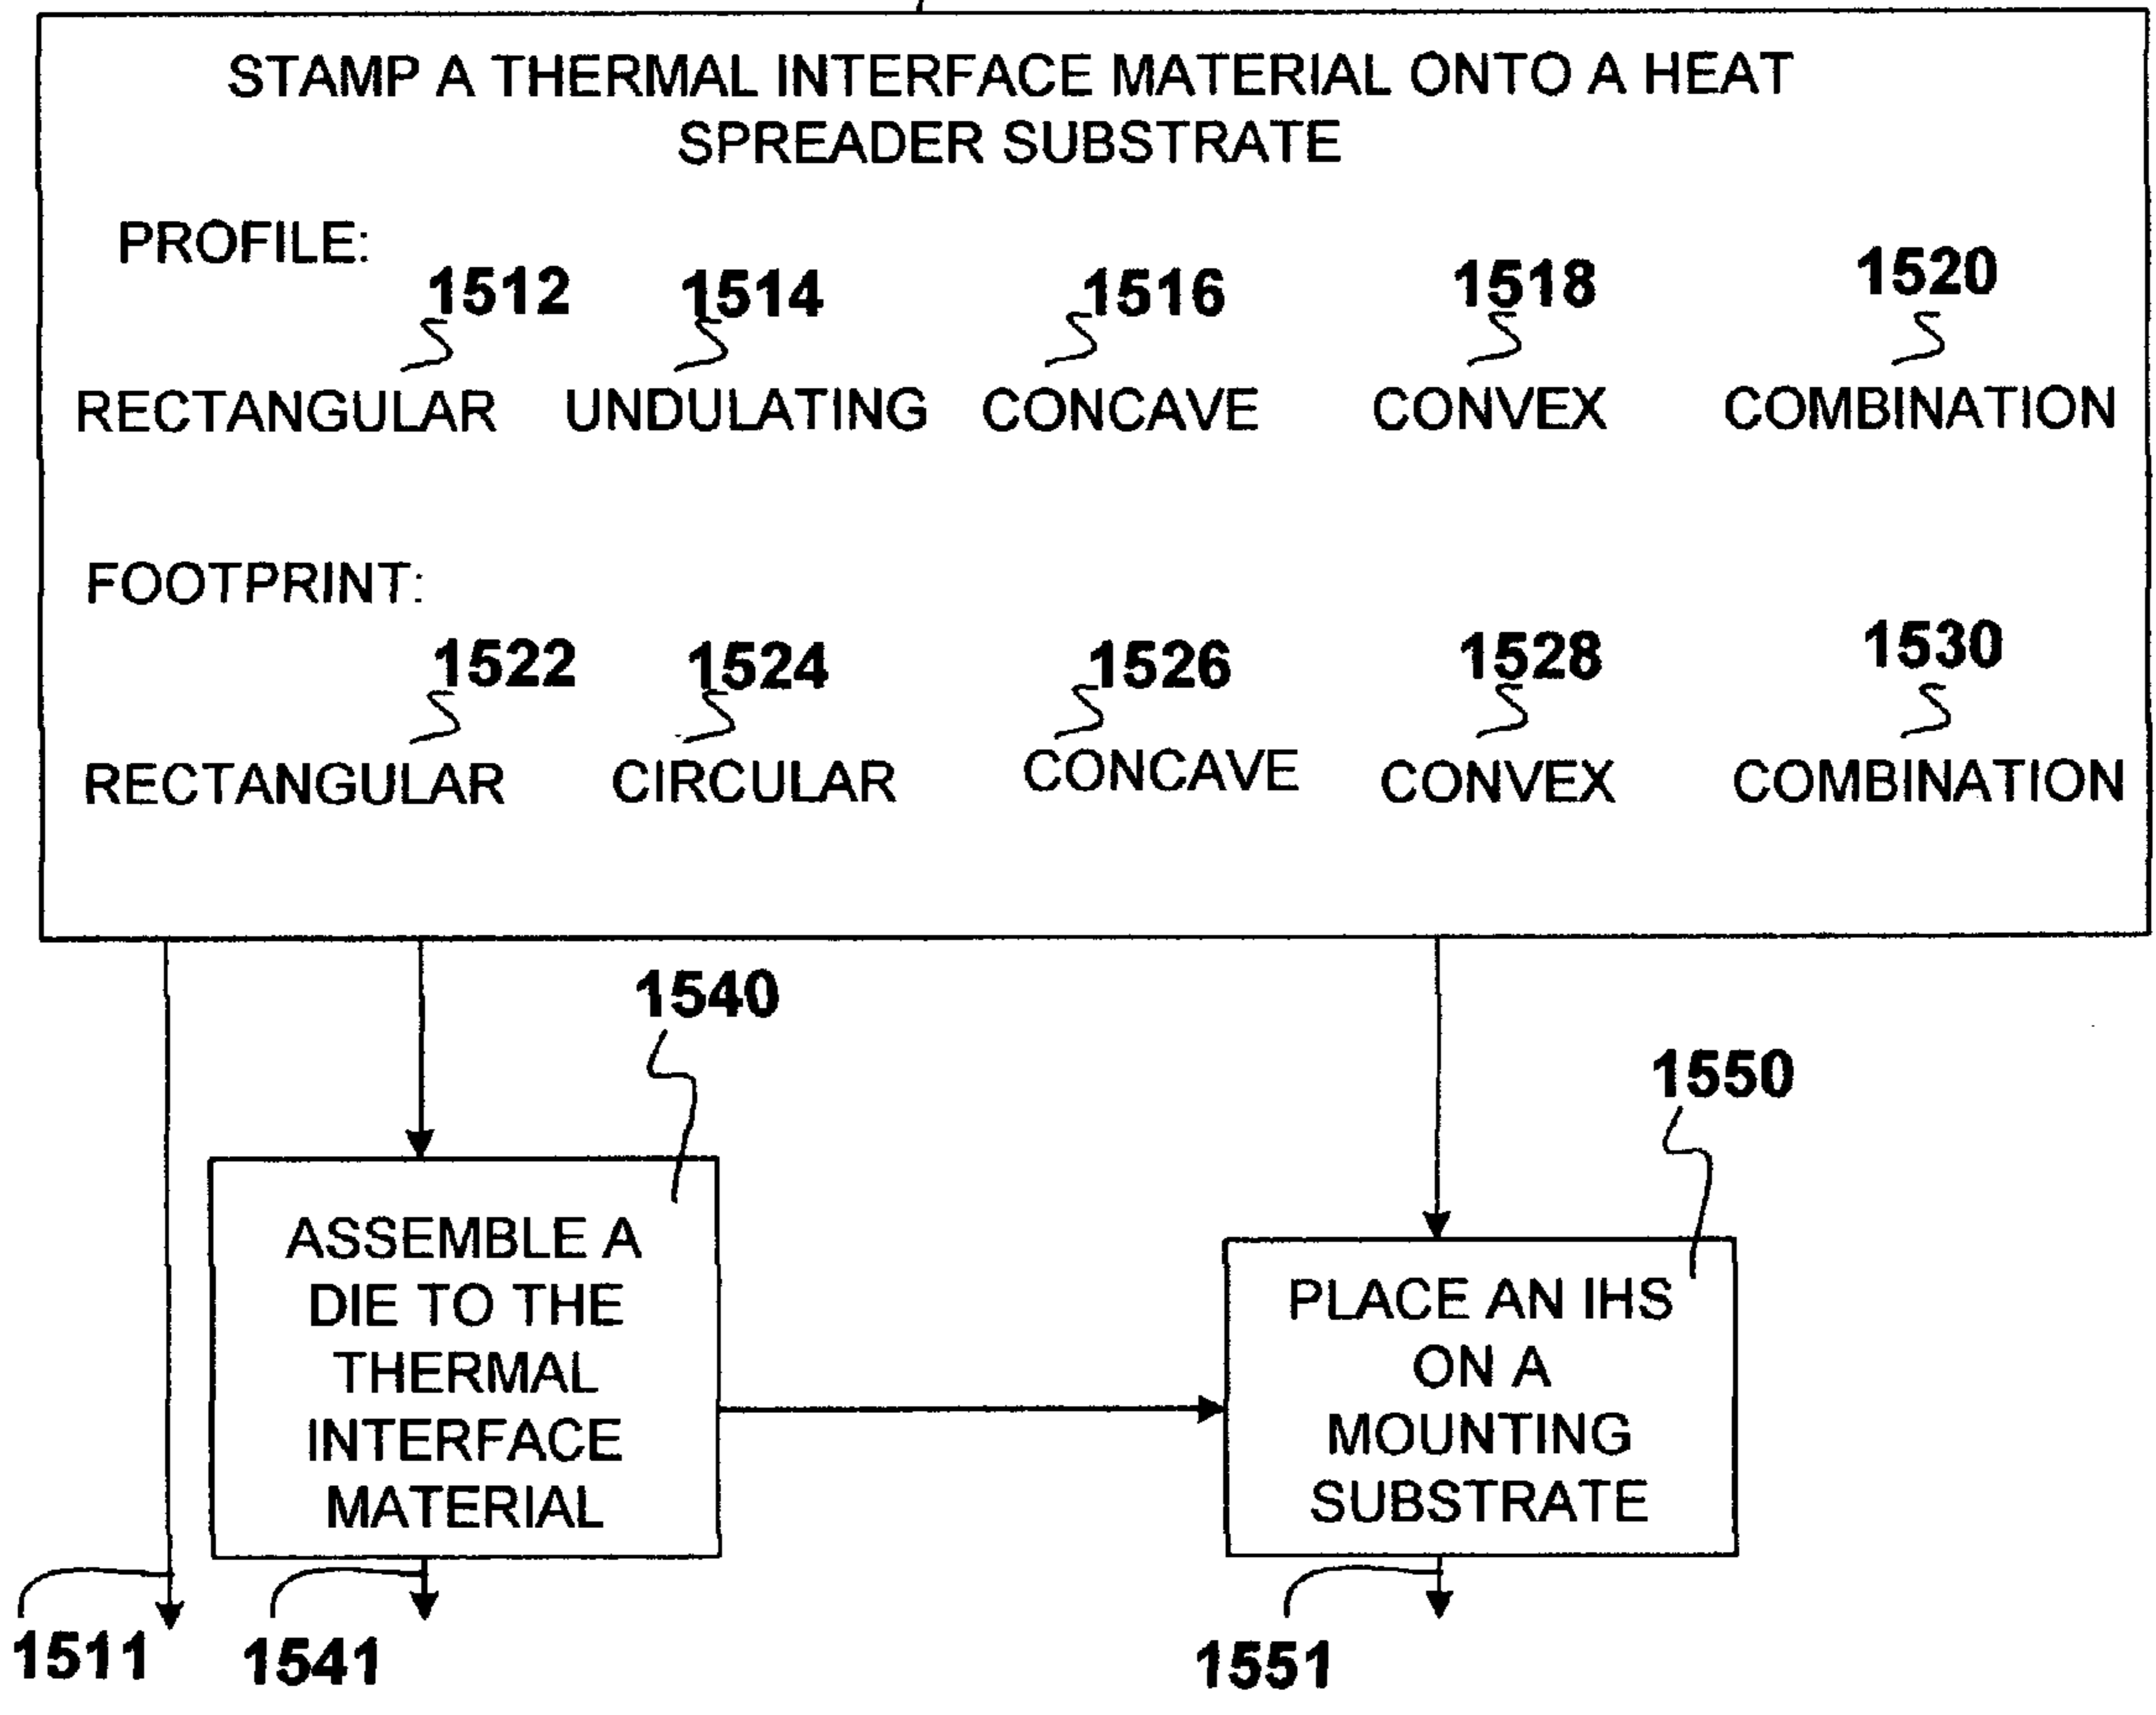 STAMP A THERMAL INTERFACE MATERIAL ONTO A HEAT
SPREADER SUBSTRATE
PROFILE:
1512 1514 1516 1518 1520
RECTANGULAR UNDULATING CONCAVE CONVEX COMBINATION
FOOTPRINT:
1522 1524 1526 1528 1530
RECTANGULAR CIRCULAR CONCAVE CONVEX COMBINATION
1540
ASSEMBLE A
DIE TO THE
THERMAL
INTERFACE
MATERIAL
1550
PLACE AN IHS
ON A
MOUNTING
SUBSTRATE
1511 1541 1551